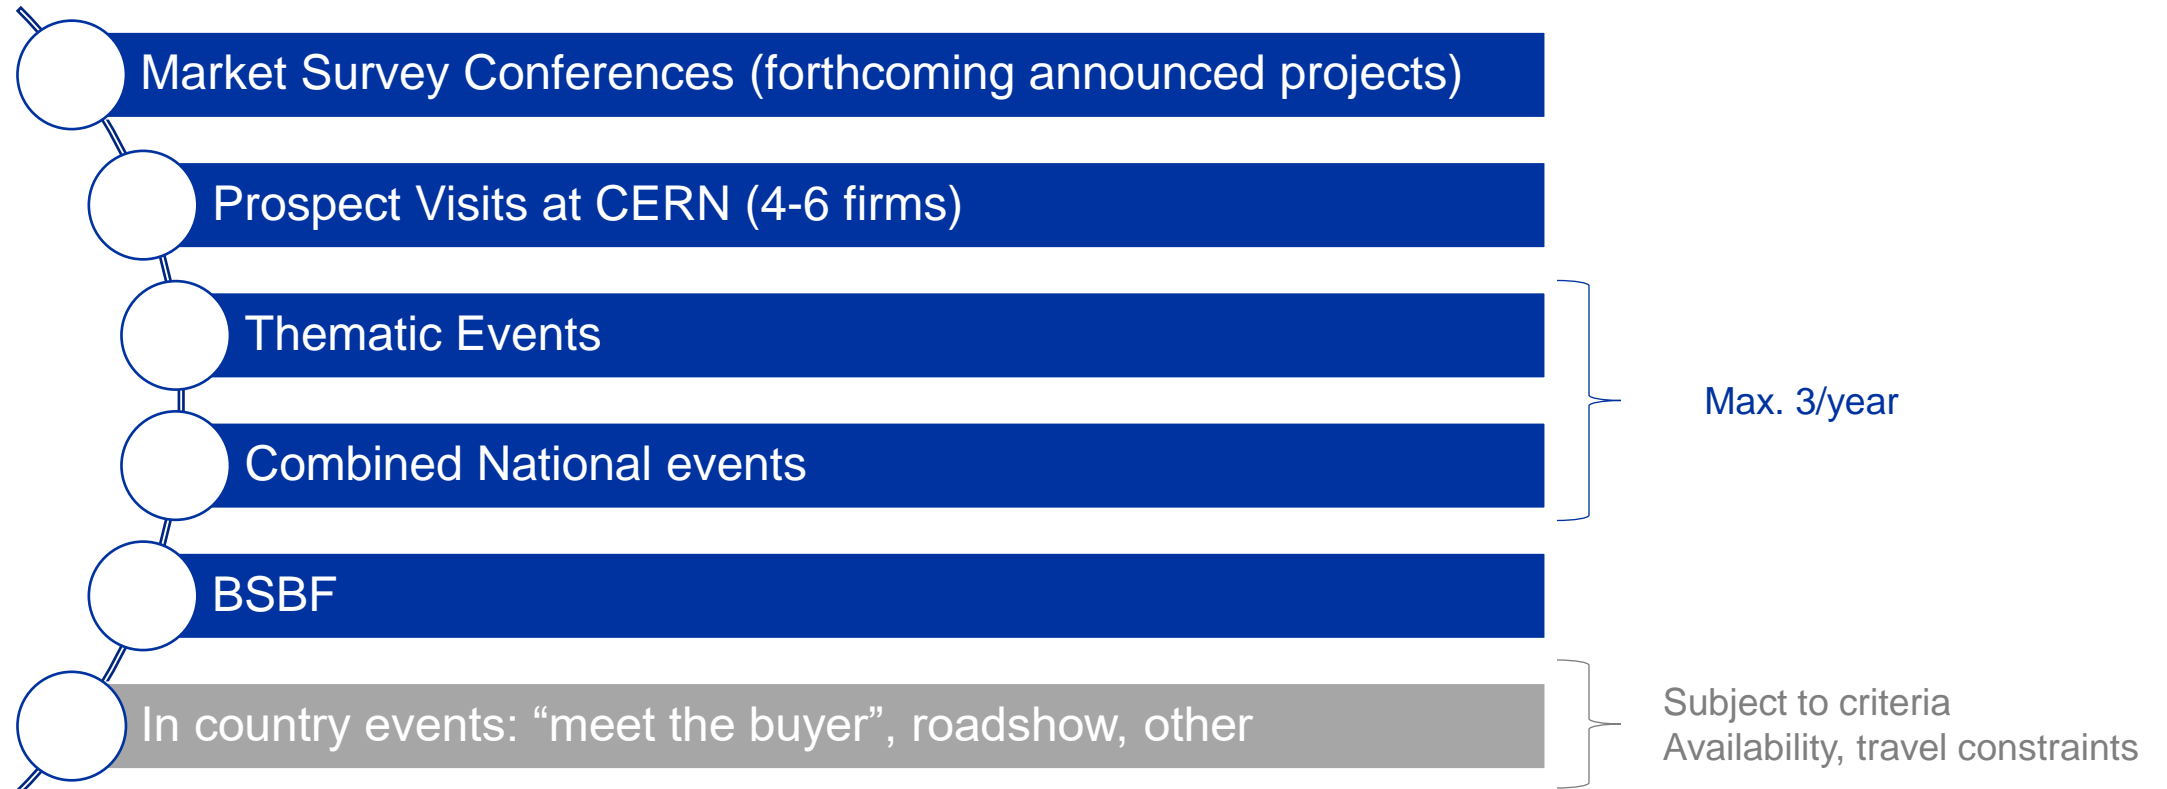 Market Survey Conferences (forthcoming announced projects)
Prospect Visits at CERN (4-6 firms)
Thematic Events
Max. 3/year
Combined National events
BSBF
In country events: “meet the buyer”, roadshow, other
Subject to criteria
Availability, travel constraints